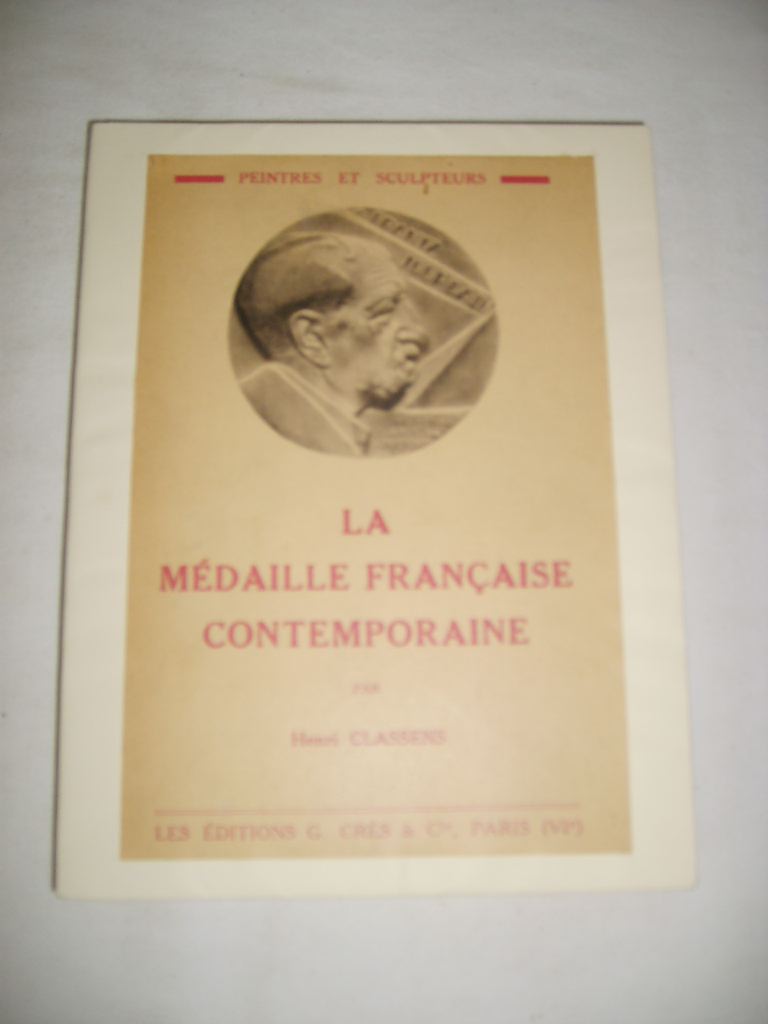 PEINTRES ET SCULPTEURS
LA
MÉDAILLE FRANÇAISE
CONTEMPORAINE
PAR
Henri CLASSENS
LES ÉDITIONS G. CRÈS & Cie, PARIS (VIe)